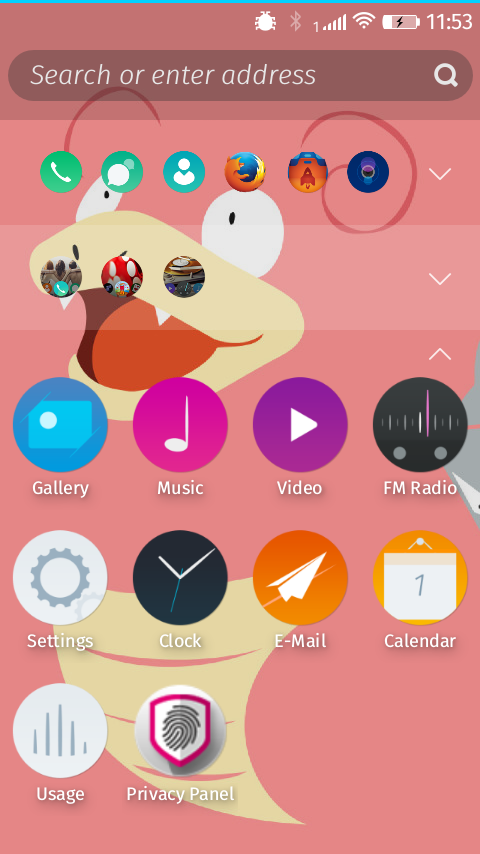 1 11:53
Search or enter address
Gallery Music Video FM Radio
1
Settings Clock E-Mail Calendar
Usage Privacy Panel